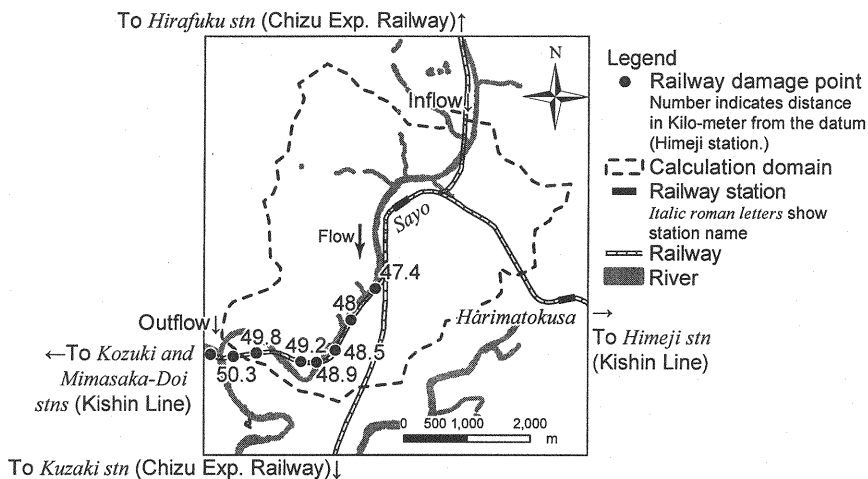 To Hirafuku stn (Chizu Exp. Railway)↑
N
Inflow↓
Sayo
Flow
47.4
48
Outflow↓
49.8
49.2
48.5
50.3
48.9
Harimatokusa
←To Kozuki and
Mimasaka-Doi
stns (Kishin Line)
→
To Himeji stn
(Kishin Line)
0 500 1,000 2,000
m
To Kuzaki stn (Chizu Exp. Railway)↓
Legend
Railway damage point
Number indicates distance
in Kilo-meter from the datum
(Himeji station.)
Calculation domain
Railway station
Italic roman letters show
station name
Railway
River